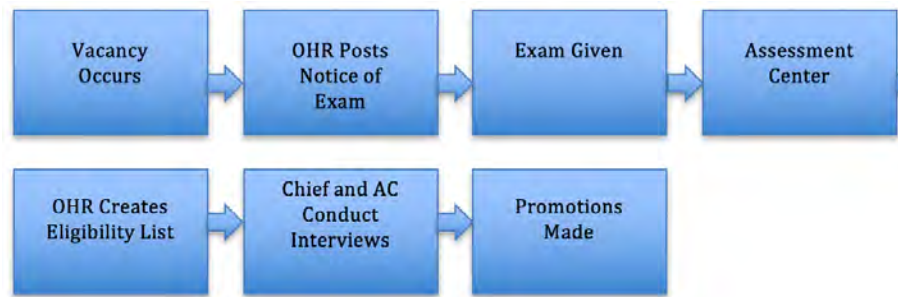 Vacancy
Occurs
OHR Posts
Notice of
Exam
Exam Given
Assessment
Center
OHR Creates
Eligibility List
Chief and AC
Conduct
Interviews
Promotions
Made